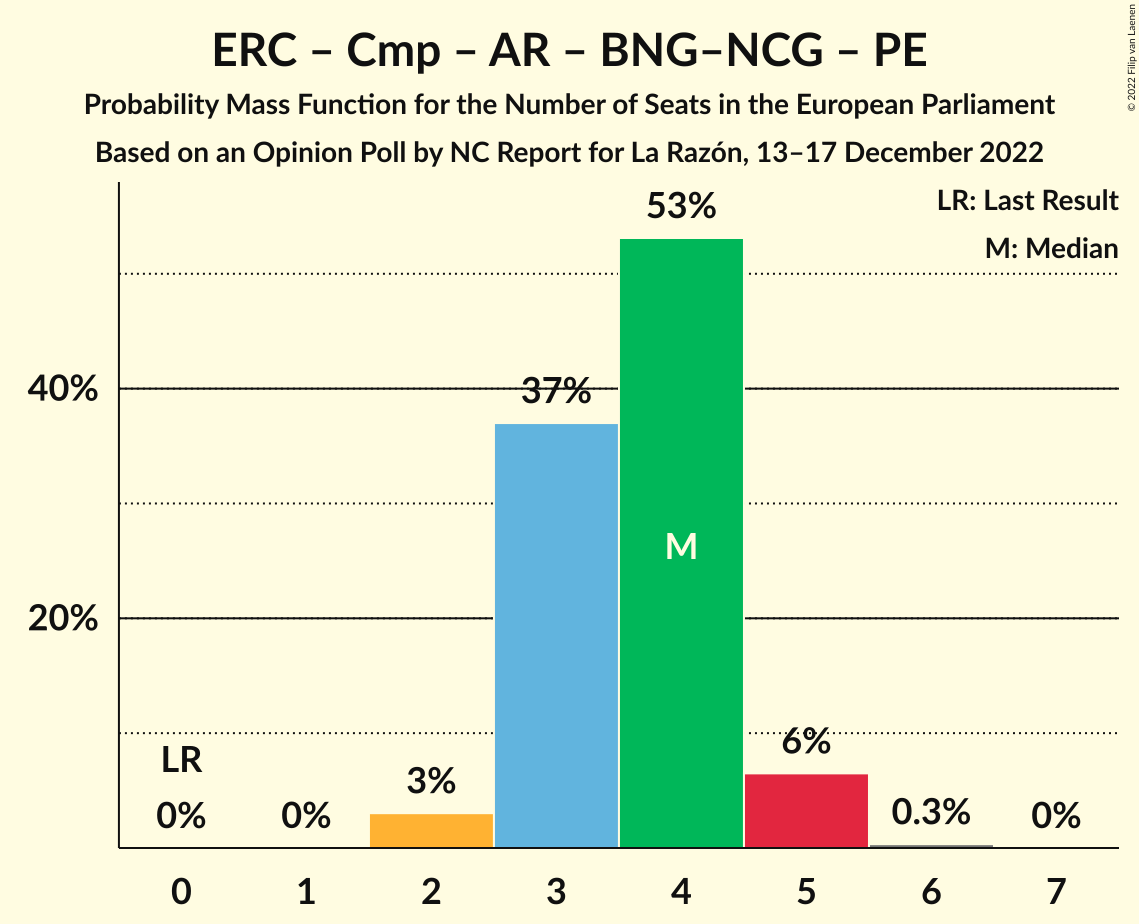 ERC – Cmp – AR – BNG–NCG – PE
Probability Mass Function for the Number of Seats in the European Parliament
Based on an Opinion Poll by NC Report for La Razón, 13–17 December 2022
© 2022 Filip van Laenen
LR: Last Result
M: Median
53%
40%
37%
M
20%
LR
0%
0%
3%
6%
0.3%
0%
0
1
2
3
4
5
6
7